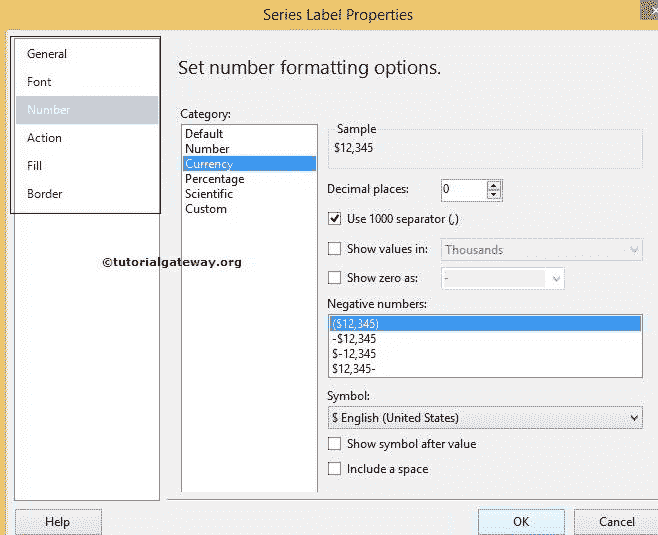 Series Label Properties
General
Font
Number
Action
Fill
Border
Set number formatting options.
Category:
Default
Number
Currency
Percentage
Scientific
Custom
Sample
$12,345
Decimal places:
0
Use 1000 separator (,)
Show values in:
Thousands
Show zero as:
-
Negative numbers:
($12,345)
-$12,345
$-12,345
$12,345-
Symbol:
$ English (United States)
Show symbol after value
Include a space
©tutorialgateway.org
Help
OK
Cancel